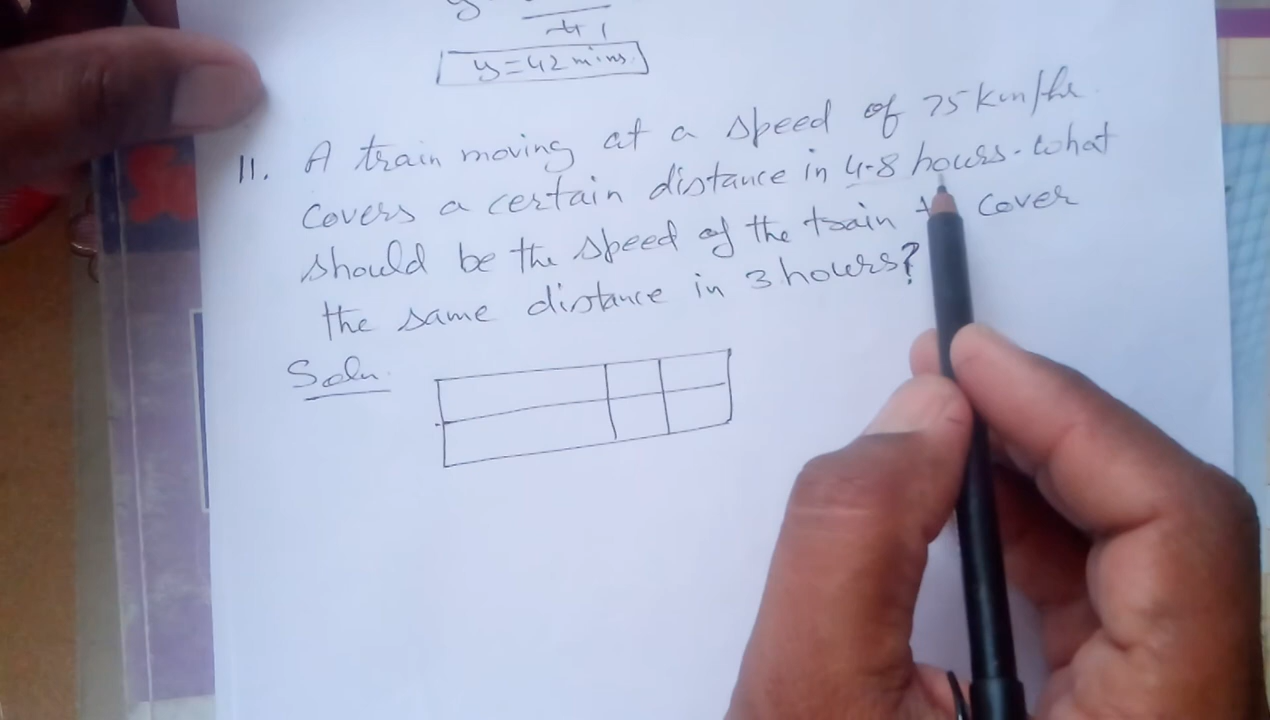 y=42 mins
11. A train moving at a speed of 75 km/hr
covers a certain distance in 4.8 hours. What
should be the speed of the train cover
the same distance in 3 hours?
Soln.